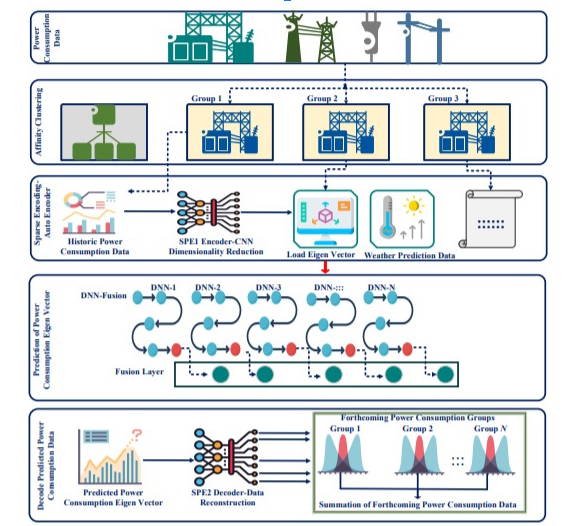 Power
Consumption
Data
Affinity Clustering
Group 1
Group 2
Group 3
Sparse Encoding-
Auto Encoder
Historic Power
Consumption Data
SPE1 Encoder-CNN
Dimensionality Reduction
Load Eigen Vector
Weather Prediction Data
Prediction of Power
Consumption Eigen Vector
DNN-Fusion
DNN-1
DNN-2
DNN-3
DNN-:::
DNN-N
Fusion Layer
Decode Predicted Power
Consumption Data
Predicted Power
Consumption Eigen Vector
SPE2 Decoder-Data
Reconstruction
Forthcoming Power Consumption Groups
Group 1
Group 2
Group N
:::
Summation of Forthcoming Power Consumption Data